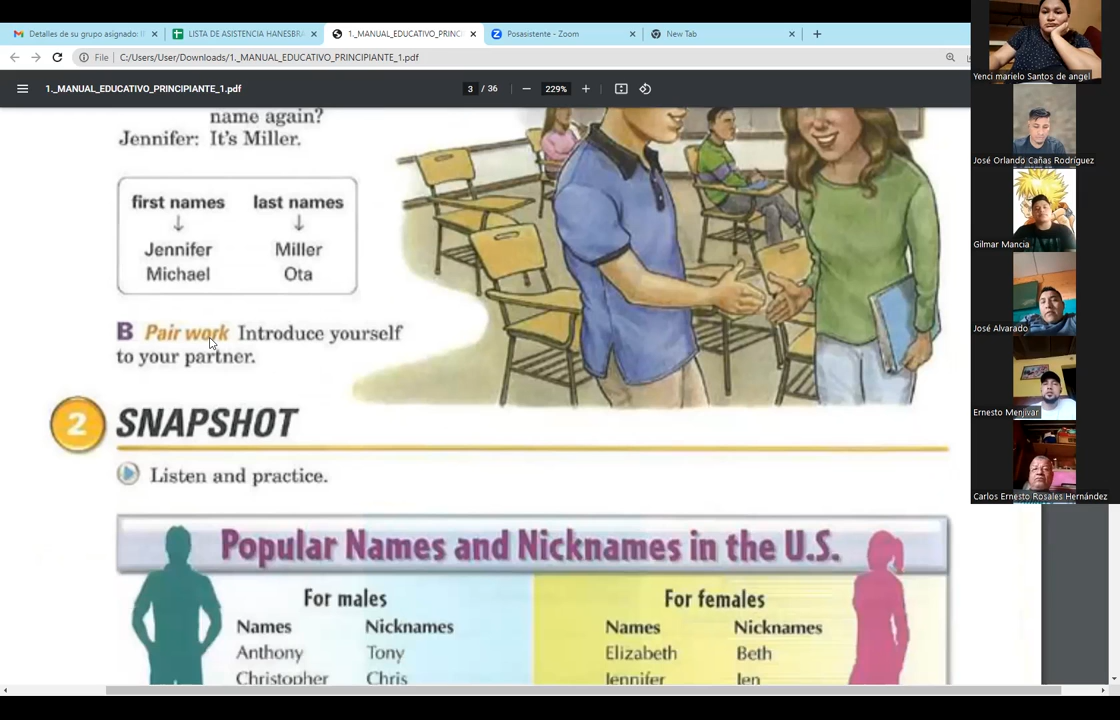 Detalles de su grupo asignado:
LISTA DE ASISTENCIA HANESBRA
1._MANUAL_EDUCATIVO_PRINCI
Posasistente - Zoom
New Tab
File C:/Users/User/Downloads/1._MANUAL_EDUCATIVO_PRINCIPIANTE_1.pdf
1._MANUAL_EDUCATIVO_PRINCIPIANTE_1.pdf
3 / 36
229%
name again?
Jennifer: It's Miller.
first names last names
Jennifer Miller
Michael Ota
B Pair work Introduce yourself
to your partner.
2 SNAPSHOT
Listen and practice.
Popular Names and Nicknames in the U.S.
For males For females
Names Nicknames Names Nicknames
Anthony Tony Elizabeth Beth
Christopher Chris Jennifer Jen
Yenci marielo Santos de angel
José Orlando Cañas Rodríguez
Gilmar Mancia
José Alvarado
Ernesto Menjivar
Carlos Ernesto Rosales Hernández